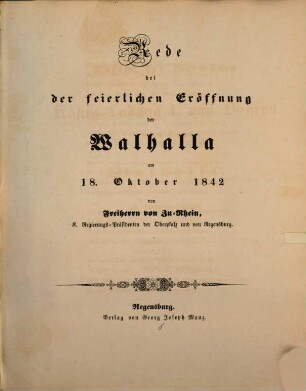 Rede
bei
der feierlichen Eröffnung
der
Walhalla
am
18. Oktober 1842
von
Freiherrn von Zu-Rhein,
K. Regierungs-Präsidenten der Oberpfalz und von Regensburg.
Regensburg.
Verlag von Georg Joseph Manz.